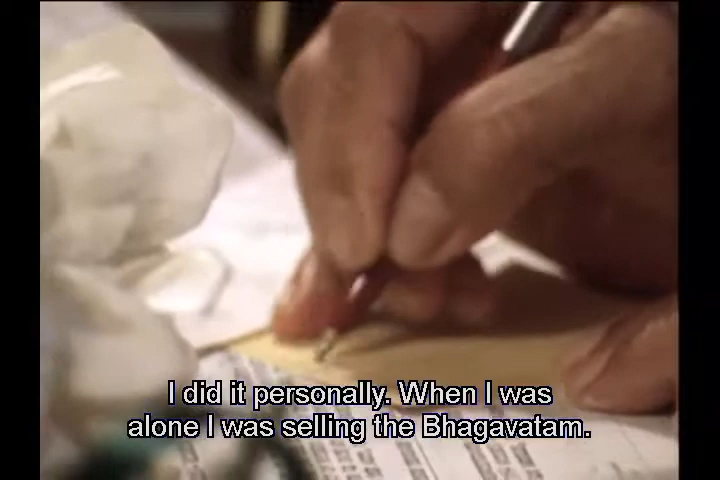 I did it personally. When I was
alone I was selling the Bhagavatam.